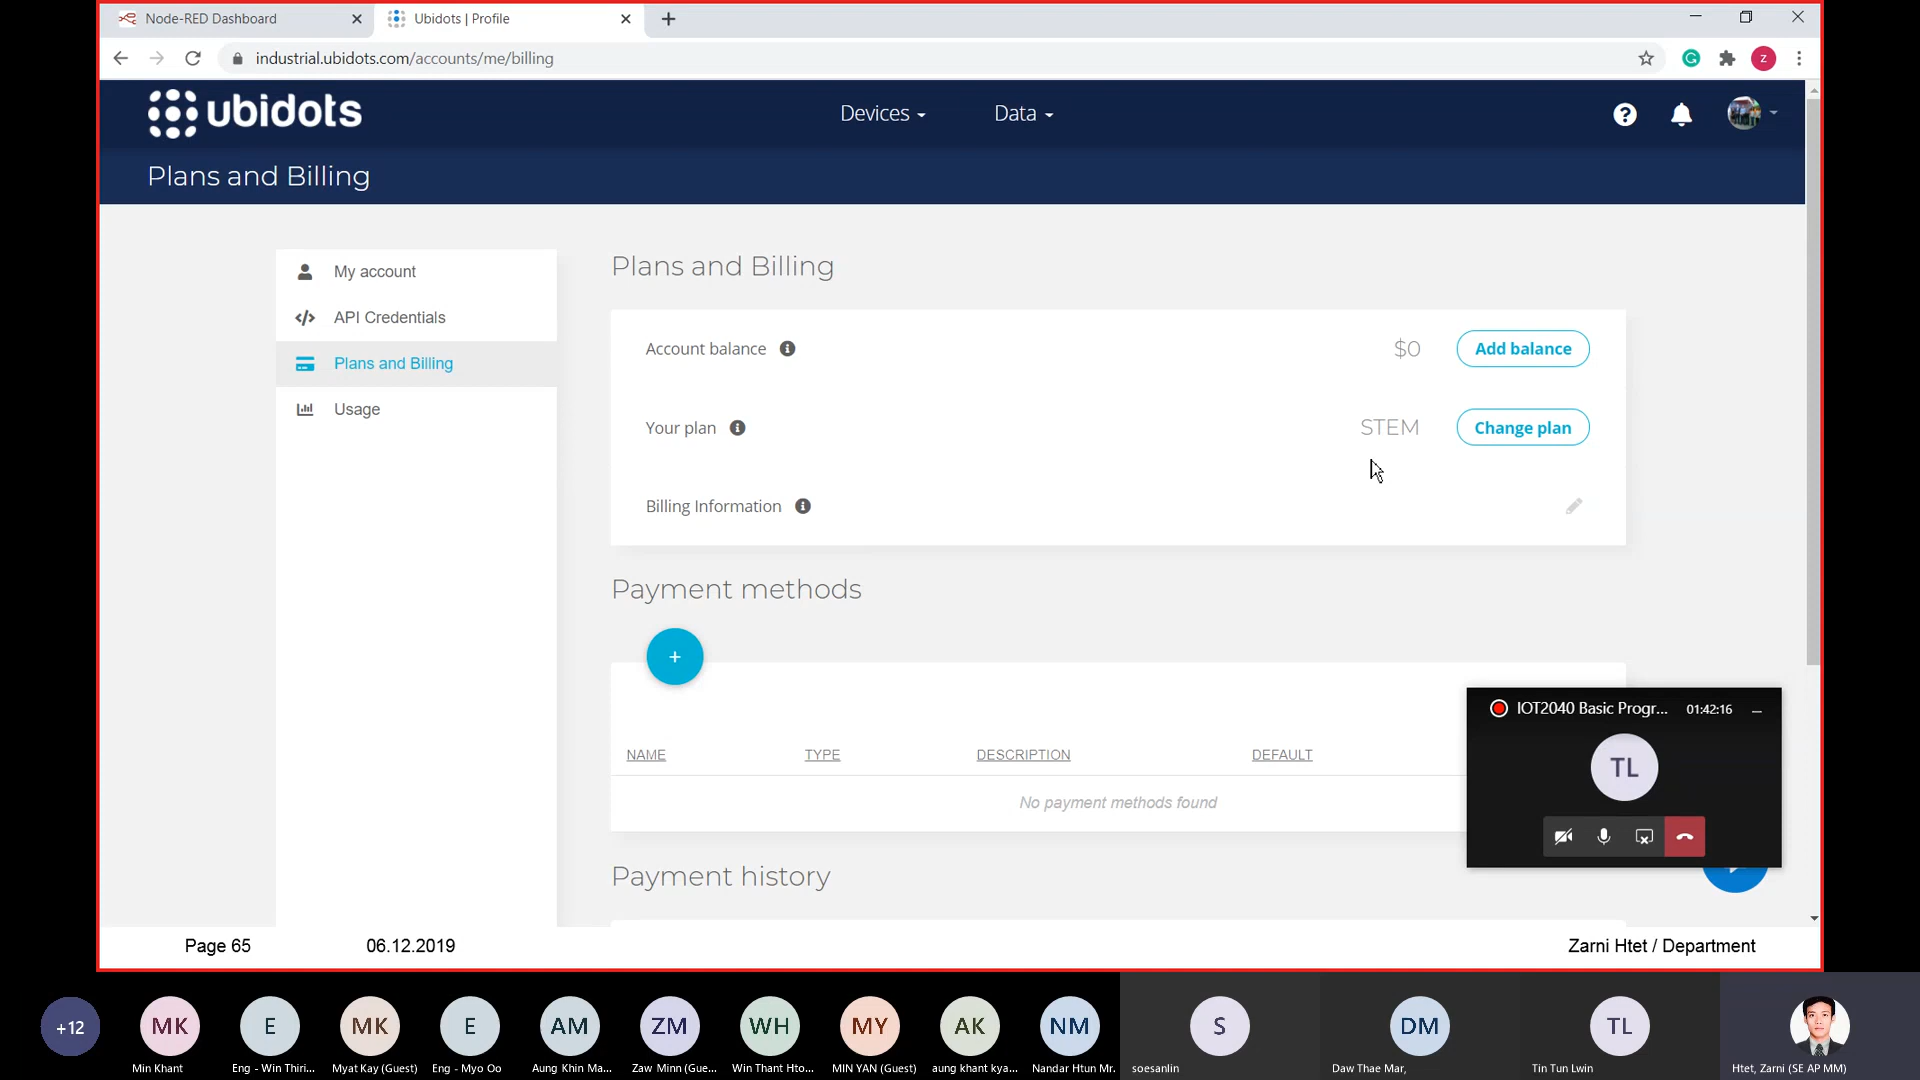 Node-RED Dashboard
Ubidots | Profile
industrial.ubidots.com/accounts/me/billing
Z
ubidots
Devices
Data
Plans and Billing
My account
API Credentials
Plans and Billing
Usage
Plans and Billing
Account balance
$0
Add balance
Your plan
STEM
Change plan
Billing Information
Payment methods
+
NAME TYPE DESCRIPTION DEFAULT
No payment methods found
Payment history
IOT2040 Basic Progr... 01:42:16
TL
Page 65
06.12.2019
Zarni Htet / Department
+12
MK
E
MK
E
AM
ZM
WH
MY
AK
NM
S
DM
TL
Min Khant
Eng - Win Thiri...
Myat Kay (Guest)
Eng - Myo Oo
Aung Khin Ma...
Zaw Minn (Gue...
Win Thant Hto...
MIN YAN (Guest)
aung khant kya...
Nandar Htun Mr.
soesanlin
Daw Thae Mar,
Tin Tun Lwin
Htet, Zarni (SE AP MM)